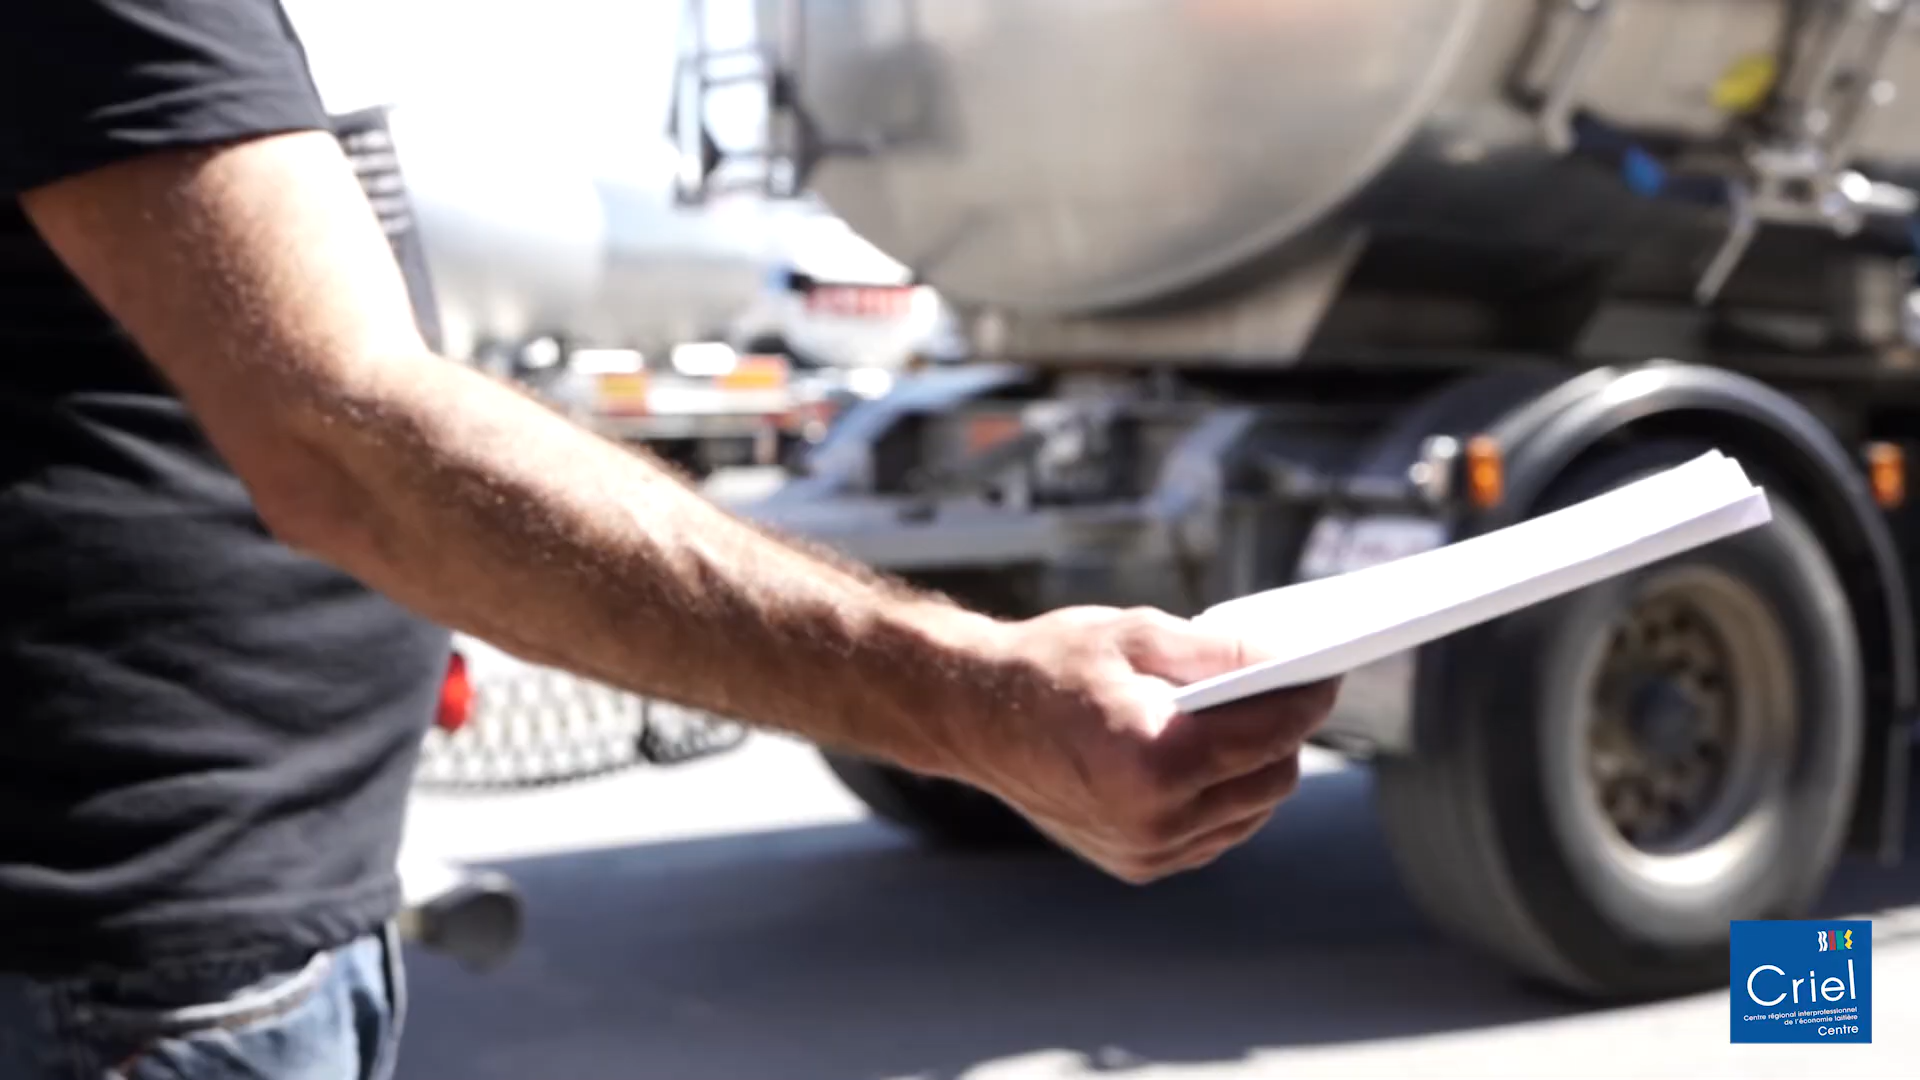 Criel
Centre régional interprofessionnel
de l'économie laitière
Centre